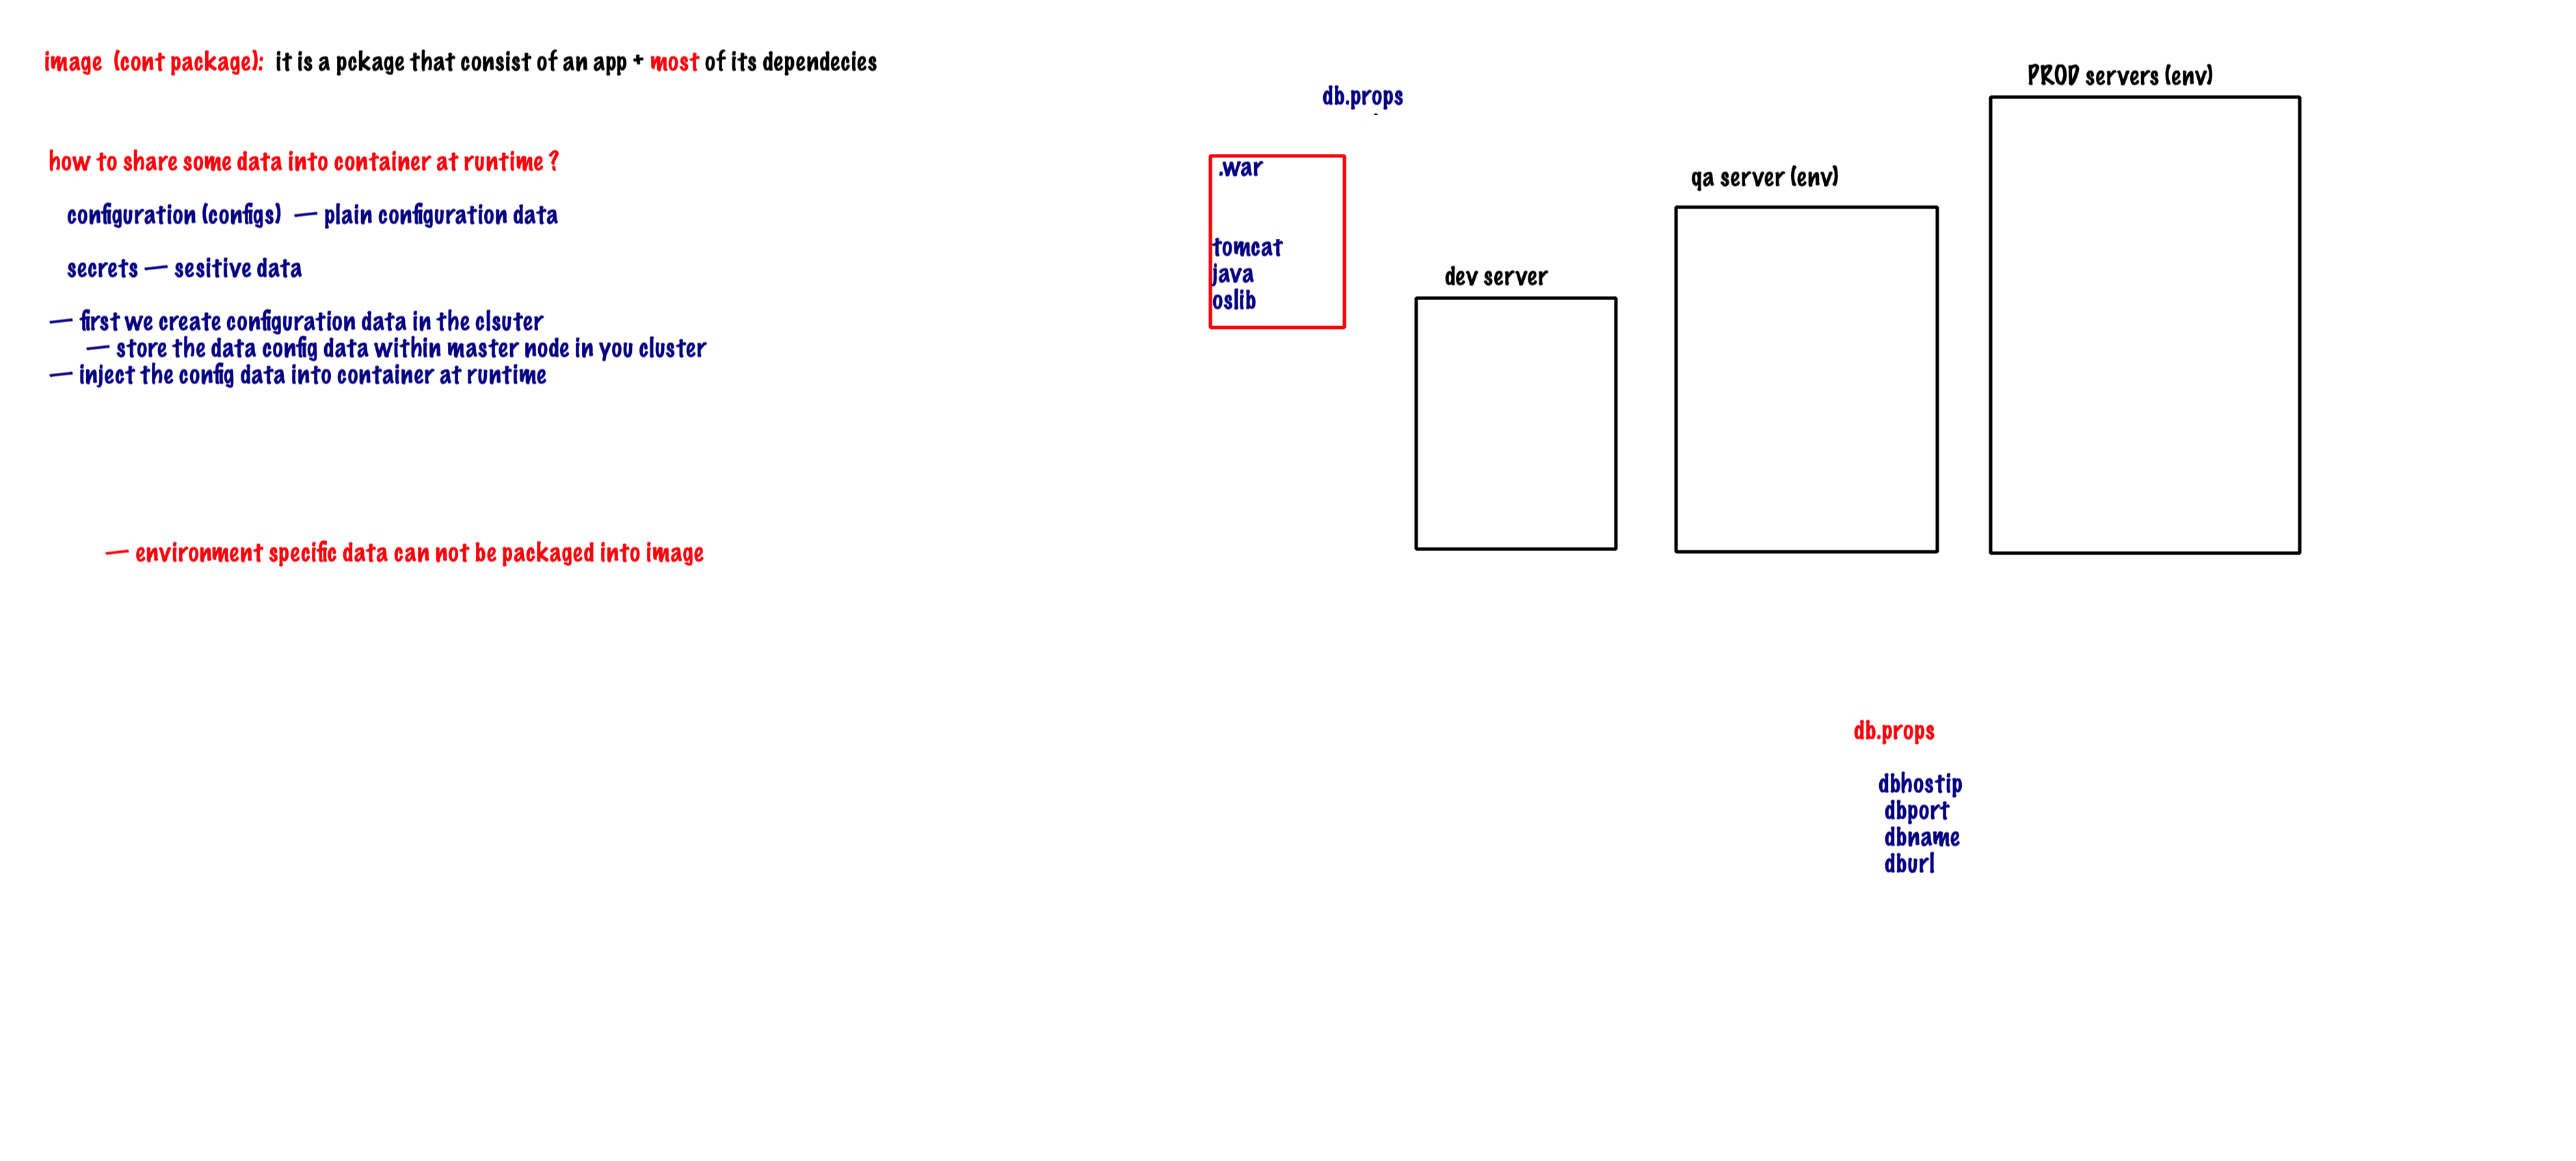 image (cont package): it is a pckage that consist of an app + most of its dependecies
how to share some data into container at runtime ?
configuration (configs) — plain configuration data
secrets — sesitive data
— first we create configuration data in the clsuter
— store the data config data within master node in you cluster
— inject the config data into container at runtime
— environment specific data can not be packaged into image
db.props
.war
tomcat
java
oslib
dev server
qa server (env)
PROD servers (env)
db.props
dbhostip
dbport
dbname
dburl